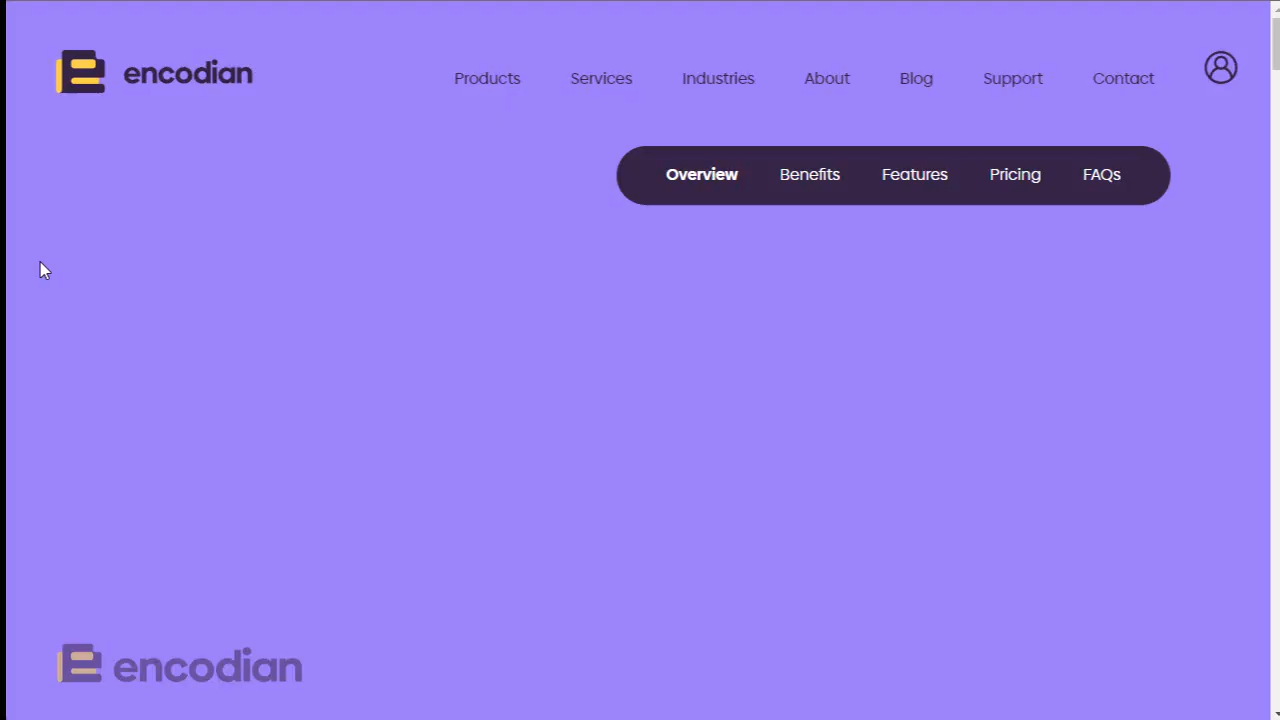 encodian
Products Services Industries About Blog Support Contact
Overview Benefits Features Pricing FAQs
encodian